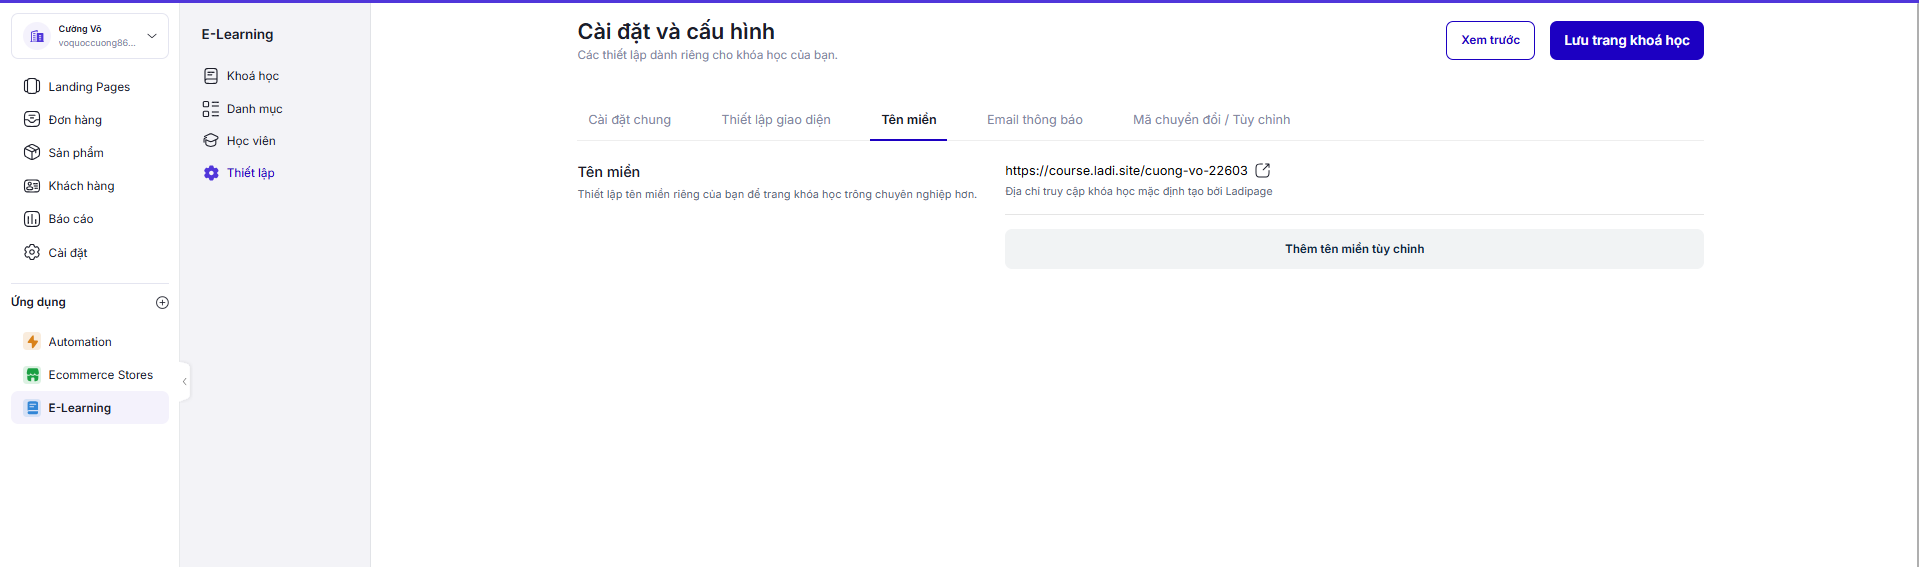 Cường Võ
voquoccuong86...
Landing Pages
Đơn hàng
Sản phẩm
Khách hàng
Báo cáo
Cài đặt
Ứng dụng
Automation
Ecommerce Stores
E-Learning
E-Learning
Khoá học
Danh mục
Học viên
Thiết lập
Cài đặt và cấu hình
Các thiết lập dành riêng cho khóa học của bạn.
Xem trước
Lưu trang khoá học
Cài đặt chung
Thiết lập giao diện
Tên miền
Email thông báo
Mã chuyển đổi / Tùy chỉnh
Tên miền
Thiết lập tên miền riêng của bạn để trang khóa học trông chuyên nghiệp hơn.
https://course.ladi.site/cuong-vo-22603
Địa chỉ truy cập khóa học mặc định tạo bởi Ladipage
Thêm tên miền tùy chỉnh